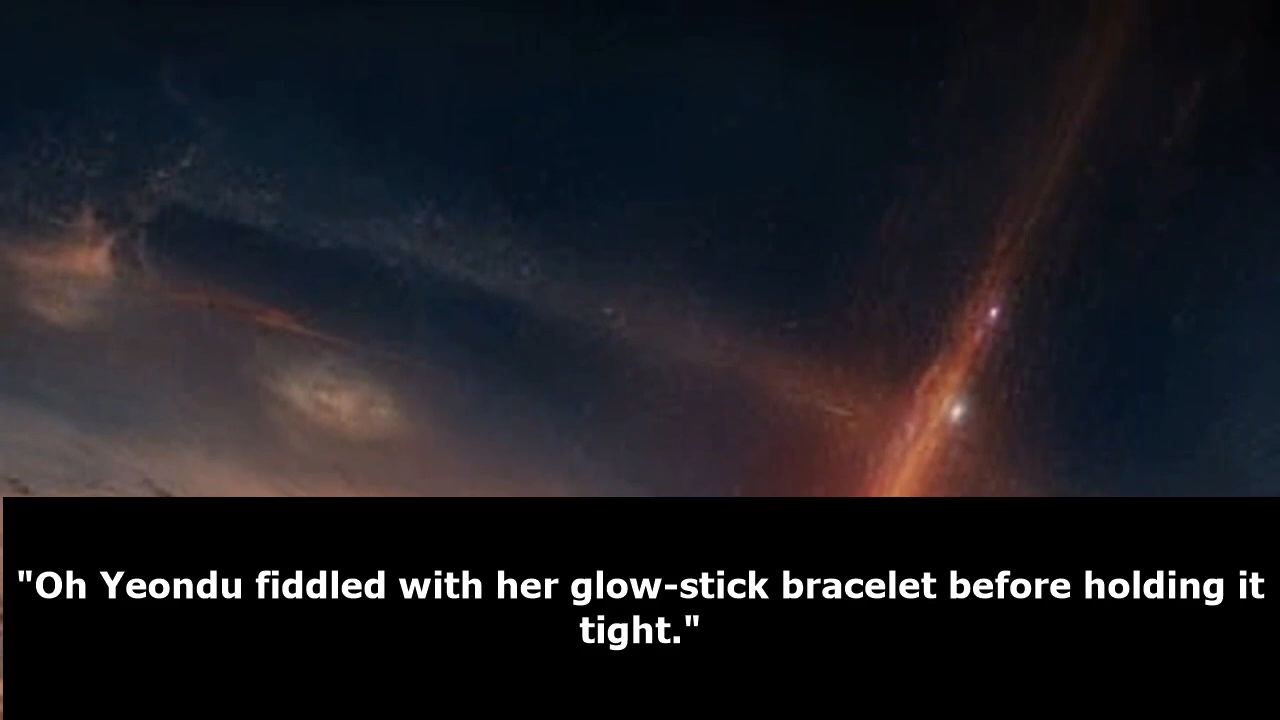 "Oh Yeondu fiddled with her glow-stick bracelet before holding it
tight."